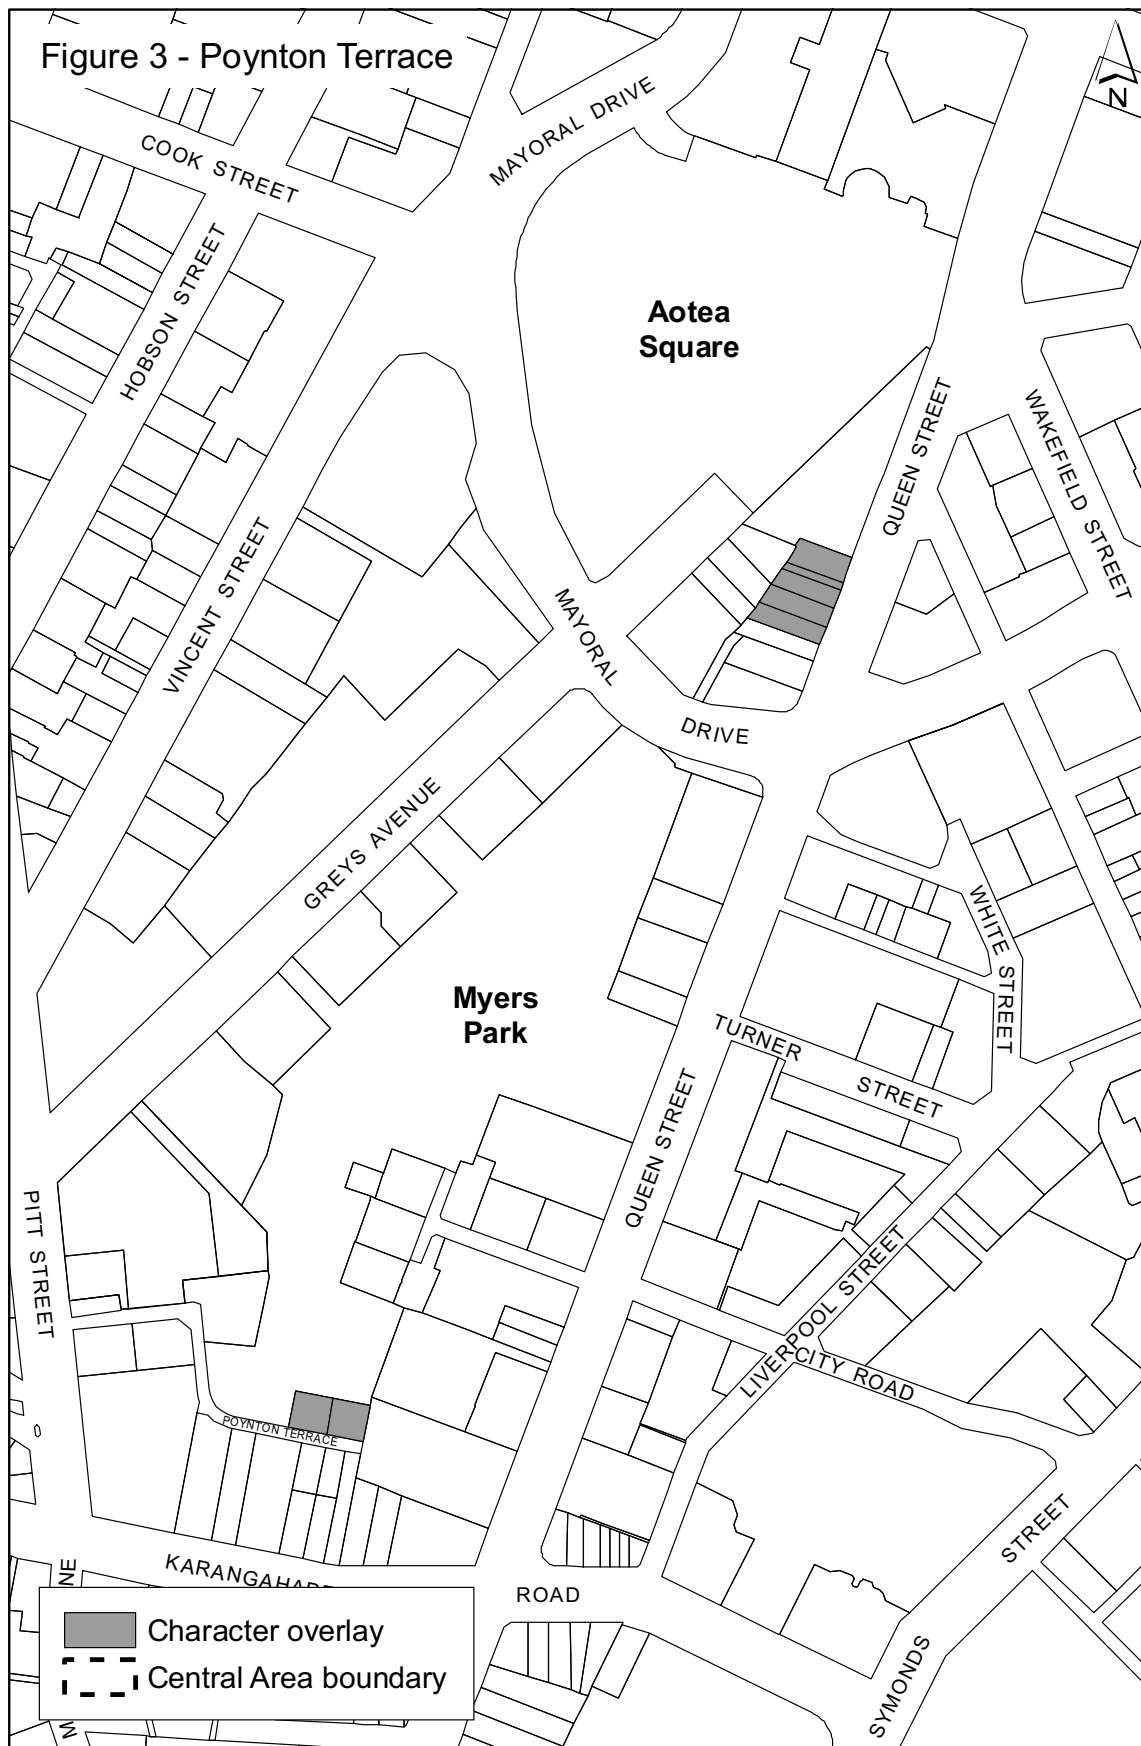 Figure 3 - Poynton Terrace
N
COOK STREET
MAYORAL DRIVE
HOBSON STREET
Aotea
Square
QUEEN STREET
WAKEFIELD STREET
VINCENT STREET
MAYORAL
DRIVE
GREYS AVENUE
WHITE STREET
Myers
Park
TURNER
STREET
QUEEN STREET
PITT STREET
LIVERPOOL STREET
CITY ROAD
POYNTON TERRACE
STREET
KARANGAHAPE
ROAD
NE
Character overlay
Central Area boundary
SYMONDS
M